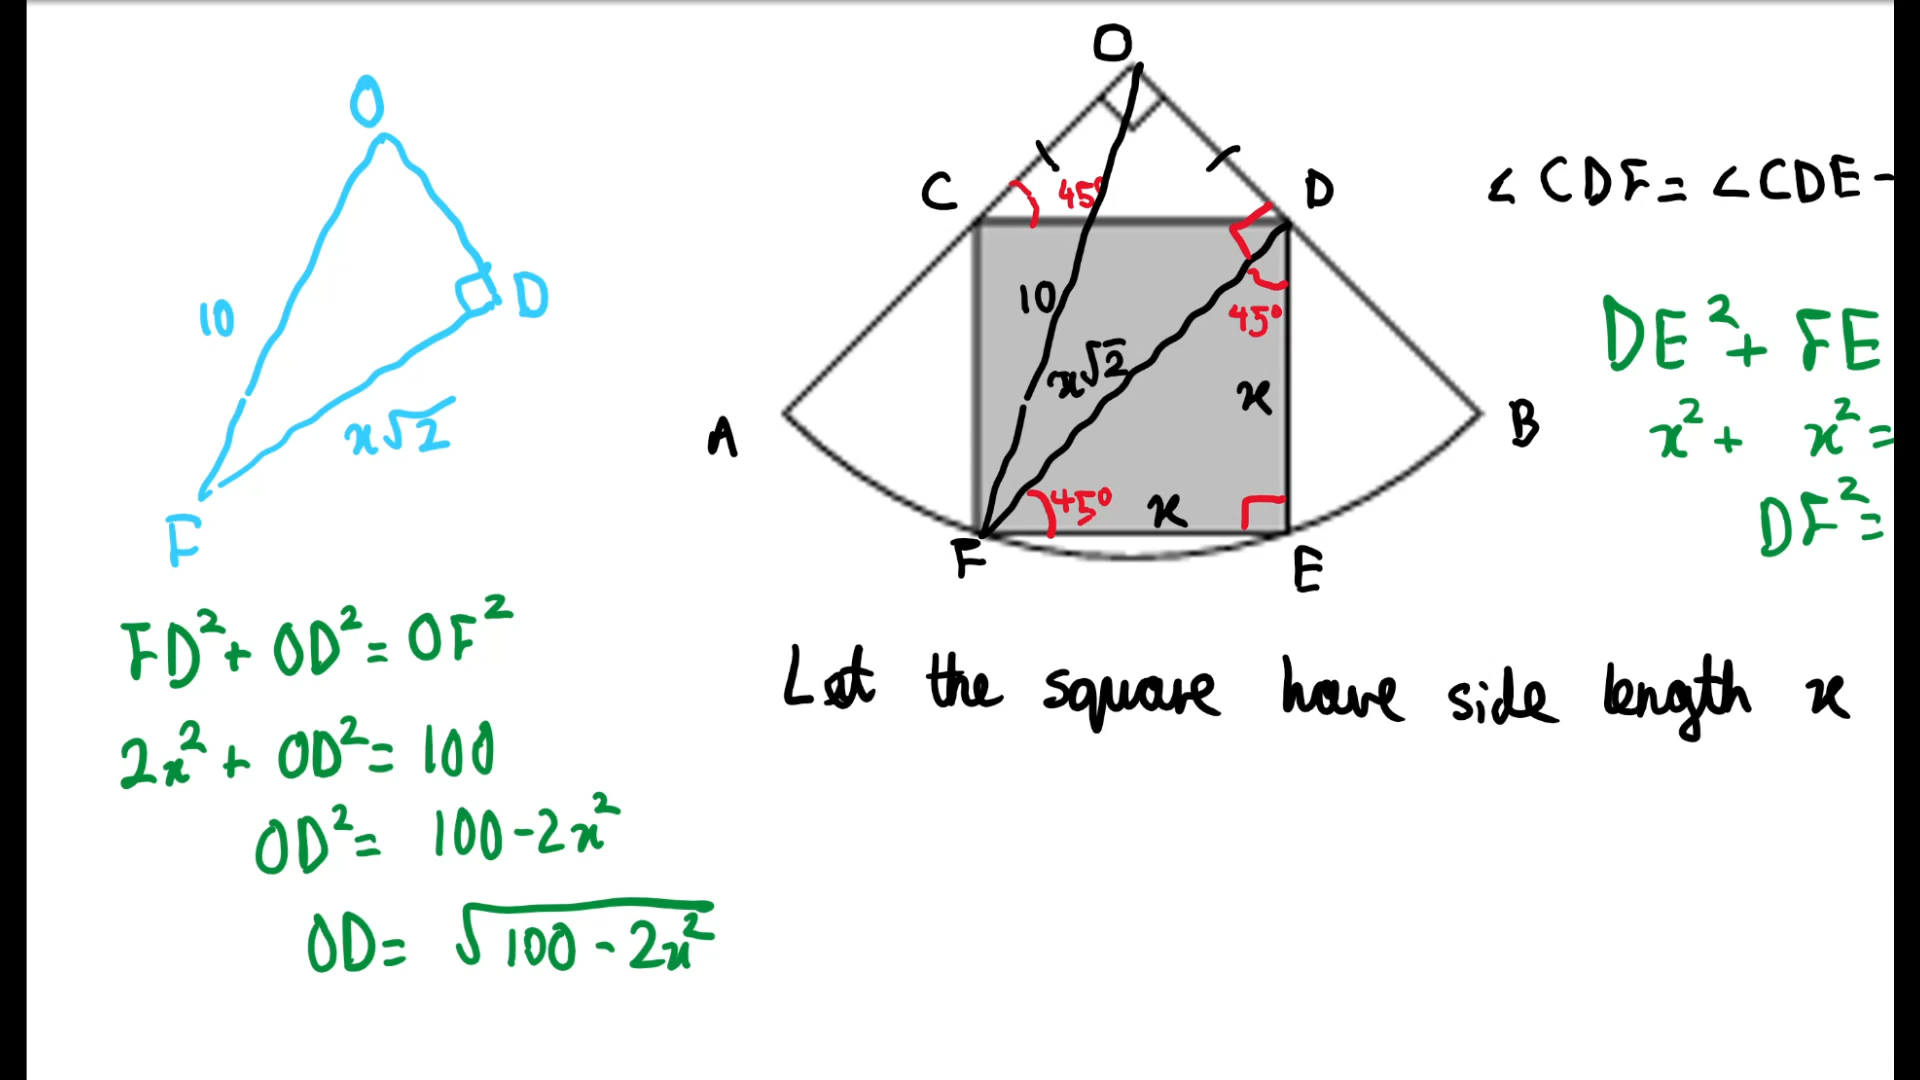 O
10
D
x√2
F
FD²+ OD²= OF²
2x²+ OD²= 100
OD²= 100-2x²
OD= √100-2x²
O
C
45°
D
10
45°
x√2
x
A
B
45°
x
F
E
Let the square have side length x
∠CDF= ∠CDE-
DE²+ FE
x²+ x²=
DF²=